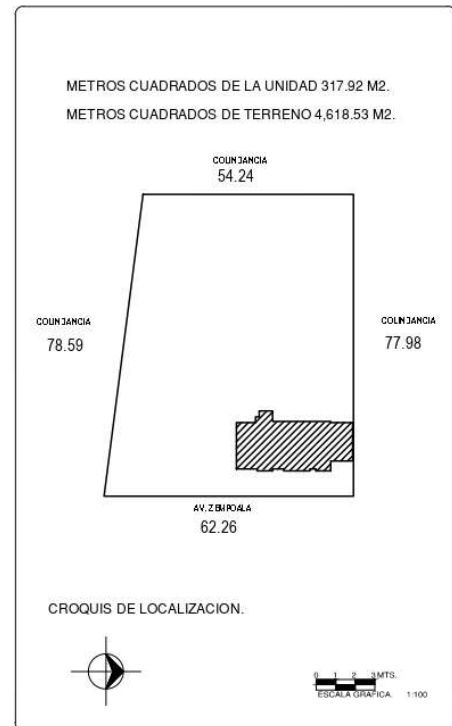 METROS CUADRADOS DE LA UNIDAD 317.92 M2.
METROS CUADRADOS DE TERRENO 4,618.53 M2.
COLINDANCIA
54.24
COLINDANCIA
78.59
COLINDANCIA
77.98
AV. ZEMPOALA
62.26
CROQUIS DE LOCALIZACION.
0 1 2 3 MTS.
ESCALA GRAFICA. 1:100